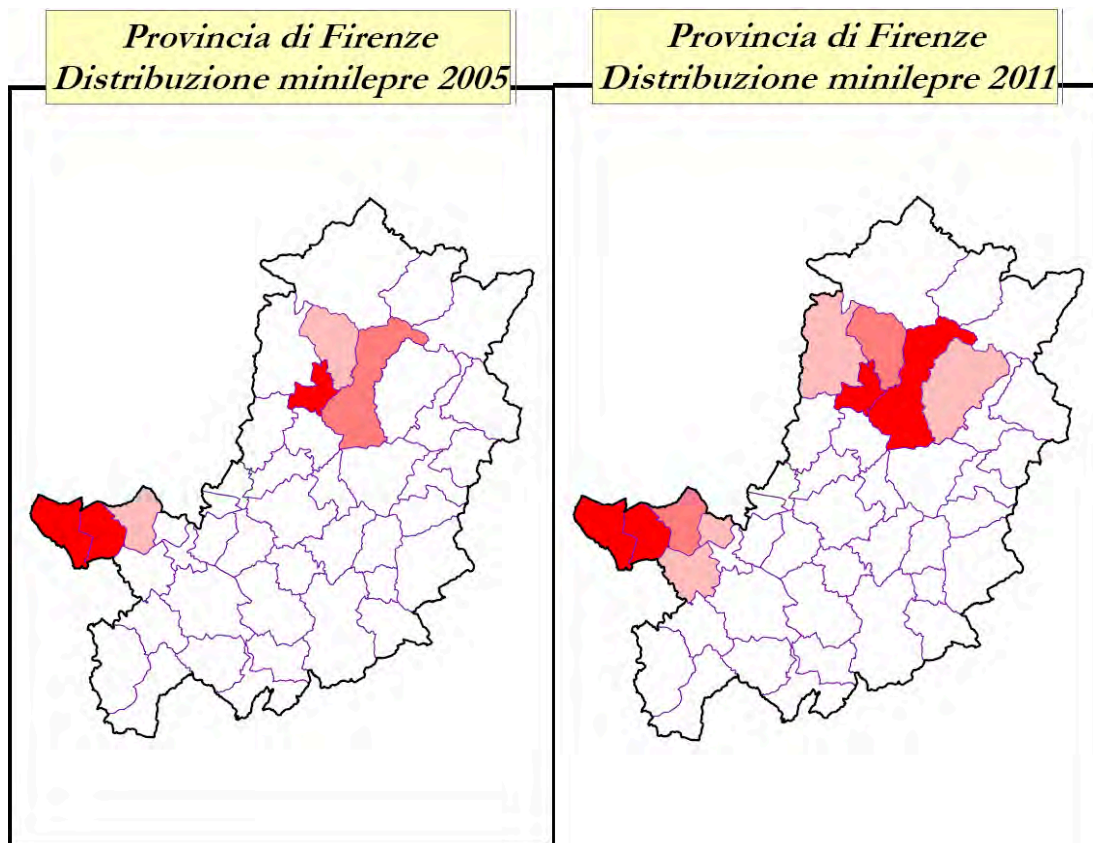 Provincia di Firenze
Distribuzione minilepre 2005
Provincia di Firenze
Distribuzione minilepre 2011